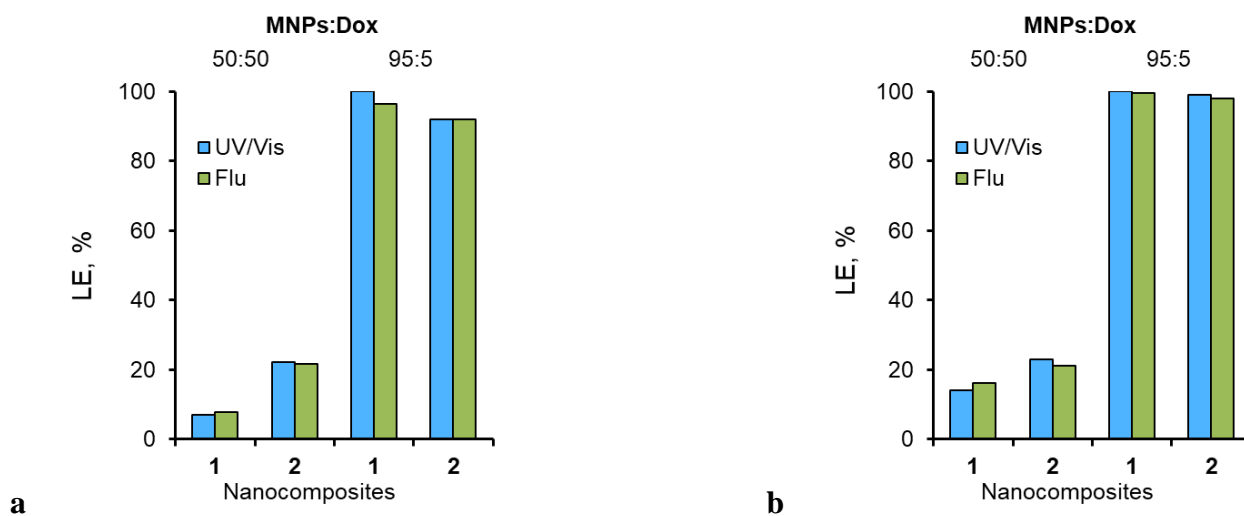 MNPs:Dox
50:50 95:5
100
80
60
40
20
0
LE, %
UV/Vis
Flu
1 2 1 2
Nanocomposites
a
MNPs:Dox
50:50 95:5
100
80
60
40
20
0
LE, %
UV/Vis
Flu
1 2 1 2
Nanocomposites
b